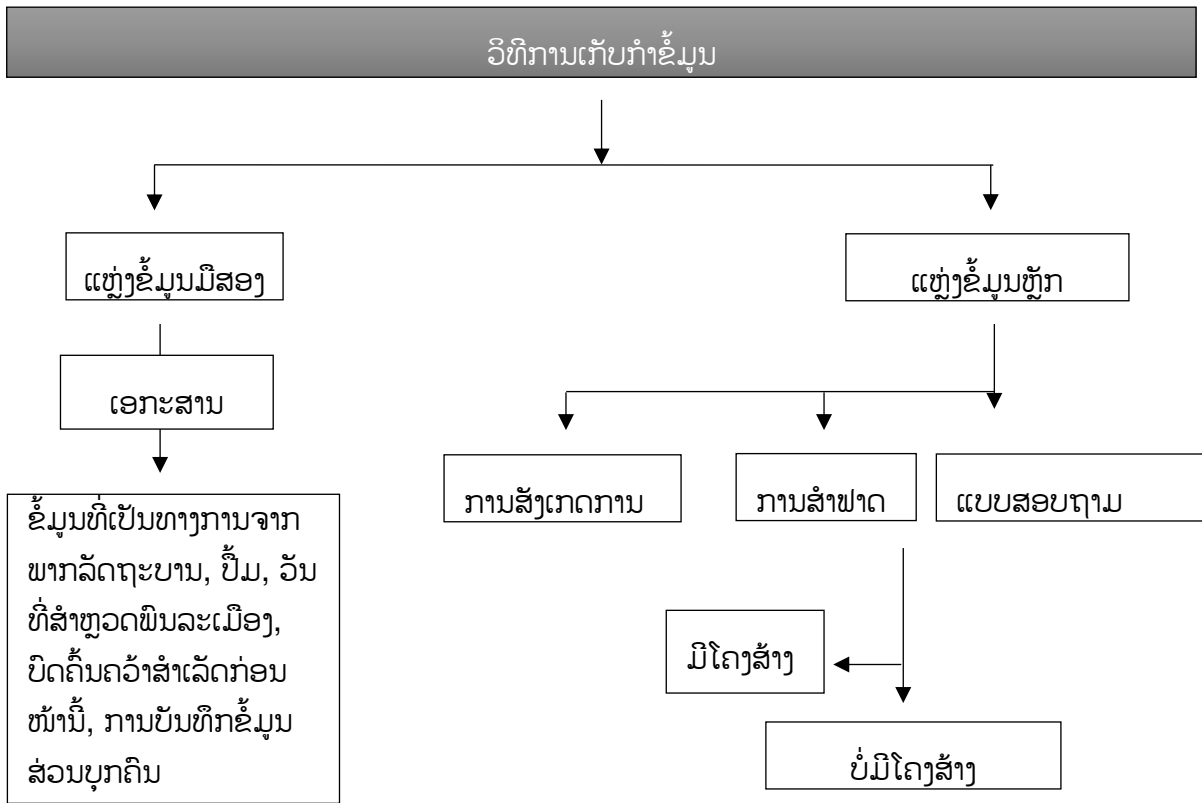 ວິທີການເກັບກຳຂໍ້ມູນ
ແຫຼ່ງຂໍ້ມູນມືສອງ
ແຫຼ່ງຂໍ້ມູນຫຼັກ
ເອກະສານ
ການສັງເກດການ
ການສຳຟາດ
ແບບສອບຖາມ
ຂໍ້ມູນທີ່ເປັນທາງການຈາກ
ພາກລັດຖະບານ, ປຶ້ມ, ວັນ
ທີ່ສຳຫຼວດພົນລະເມືອງ,
ບົດຄົ້ນຄວ້າສຳເລັດກ່ອນ
ໜ້ານີ້, ການບັນທຶກຂໍ້ມູນ
ສ່ວນບຸກຄົນ
ມີໂຄງສ້າງ
ບໍ່ມີໂຄງສ້າງ